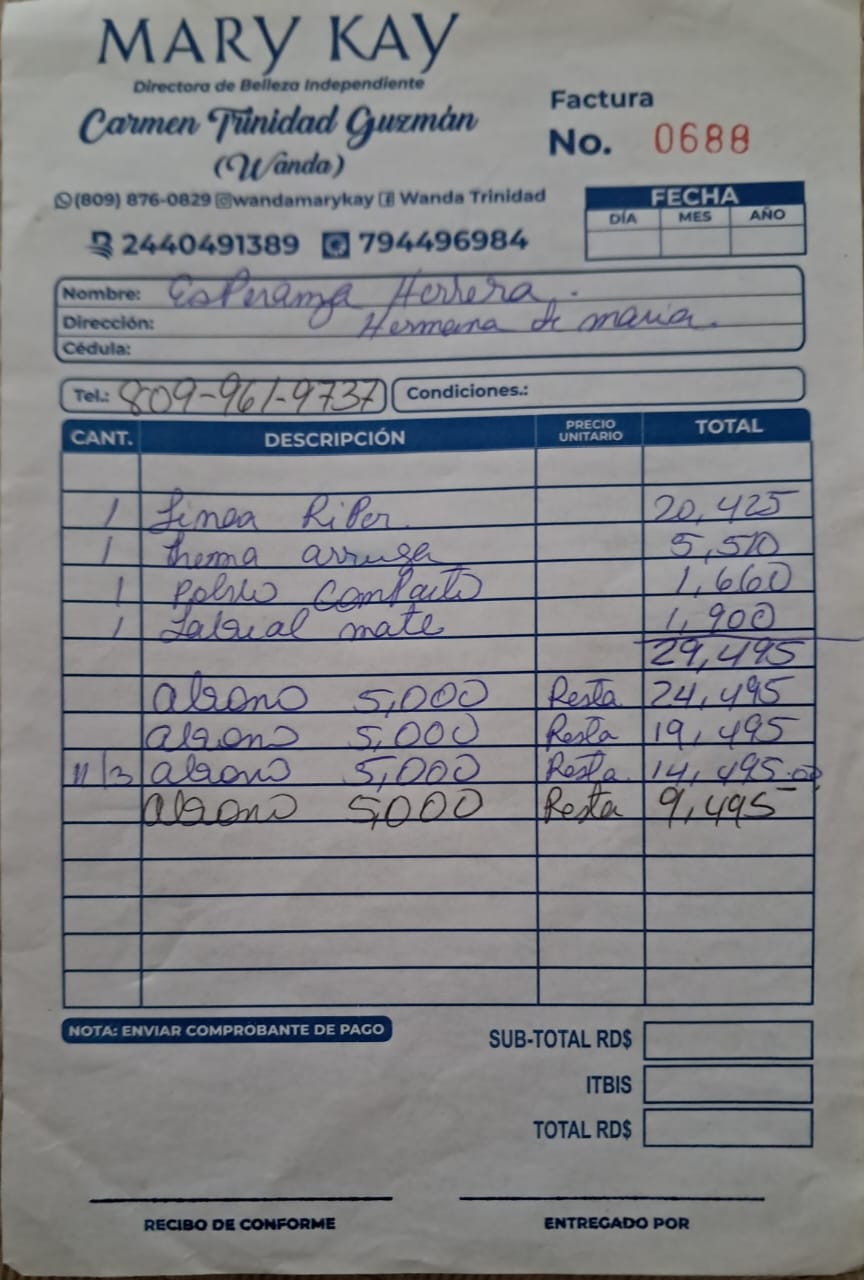 MARY KAY
Directora de Belleza Independiente
Carmen Trinidad Guzmán
(Wanda)
Factura
No. 0688
(809) 876-0829 wandamarykay Wanda Trinidad
2440491389 794496984
FECHA
DÍA MES AÑO
Nombre: Esperanza Herrera.
Dirección: Hermana de maria.
Cédula:
Tel.: 809-961-9737 Condiciones.:
CANT. DESCRIPCIÓN PRECIO UNITARIO TOTAL
1 Linea RiPer. 20,425
1 thema arruga 5,510
1 Polvo Compacto 1,660
1 Labial mate 1,900
29,495
abono 5,000 Resta 24,495
abono 5,000 Resta 19,495
11/3 abono 5,000 Resta 14,495.00
abono 5,000 Resta 9,495
NOTA: ENVIAR COMPROBANTE DE PAGO
SUB-TOTAL RD$
ITBIS
TOTAL RD$
RECIBO DE CONFORME ENTREGADO POR